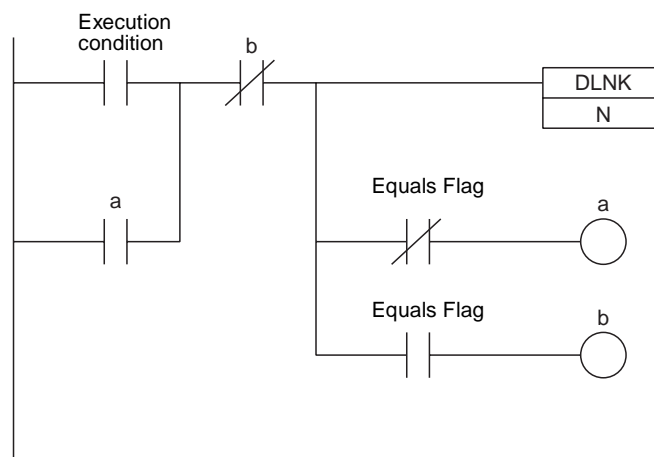 Execution
condition
b
DLNK
N
a
Equals Flag
a
Equals Flag
b